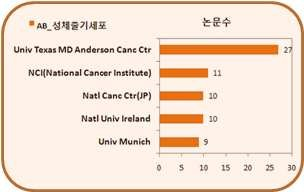 AB_성체줄기세포
논문수
Univ Texas MD Anderson Canc Ctr 27
NCI(National Cancer Institute) 11
Natl Canc Ctr(JP) 10
Natl Univ Ireland 10
Univ Munich 9
0 5 10 15 20 25 30